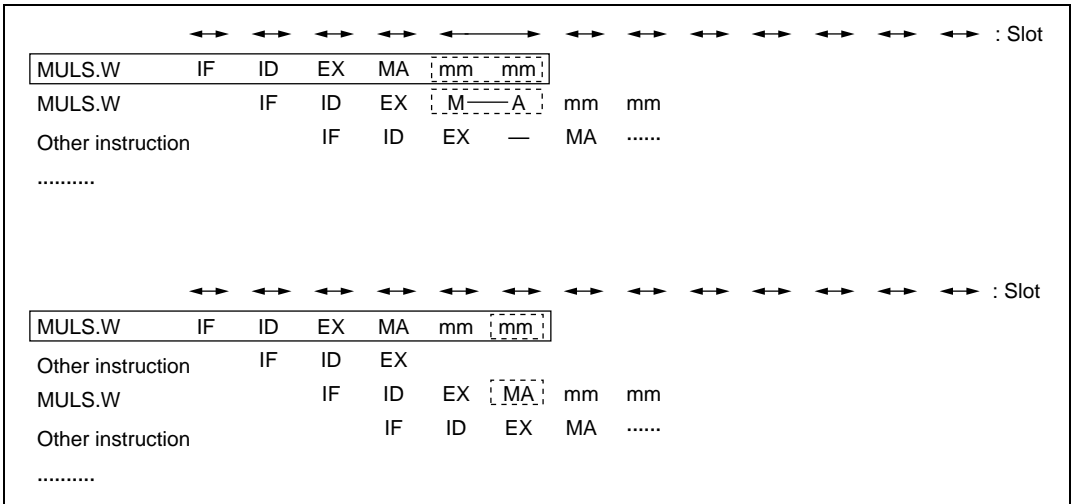 : Slot
MULS.W IF ID EX MA mm mm
MULS.W IF ID EX M — A mm mm
Other instruction IF ID EX — MA ......
..........
: Slot
MULS.W IF ID EX MA mm mm
Other instruction IF ID EX
MULS.W IF ID EX MA mm mm
Other instruction IF ID EX MA ......
..........